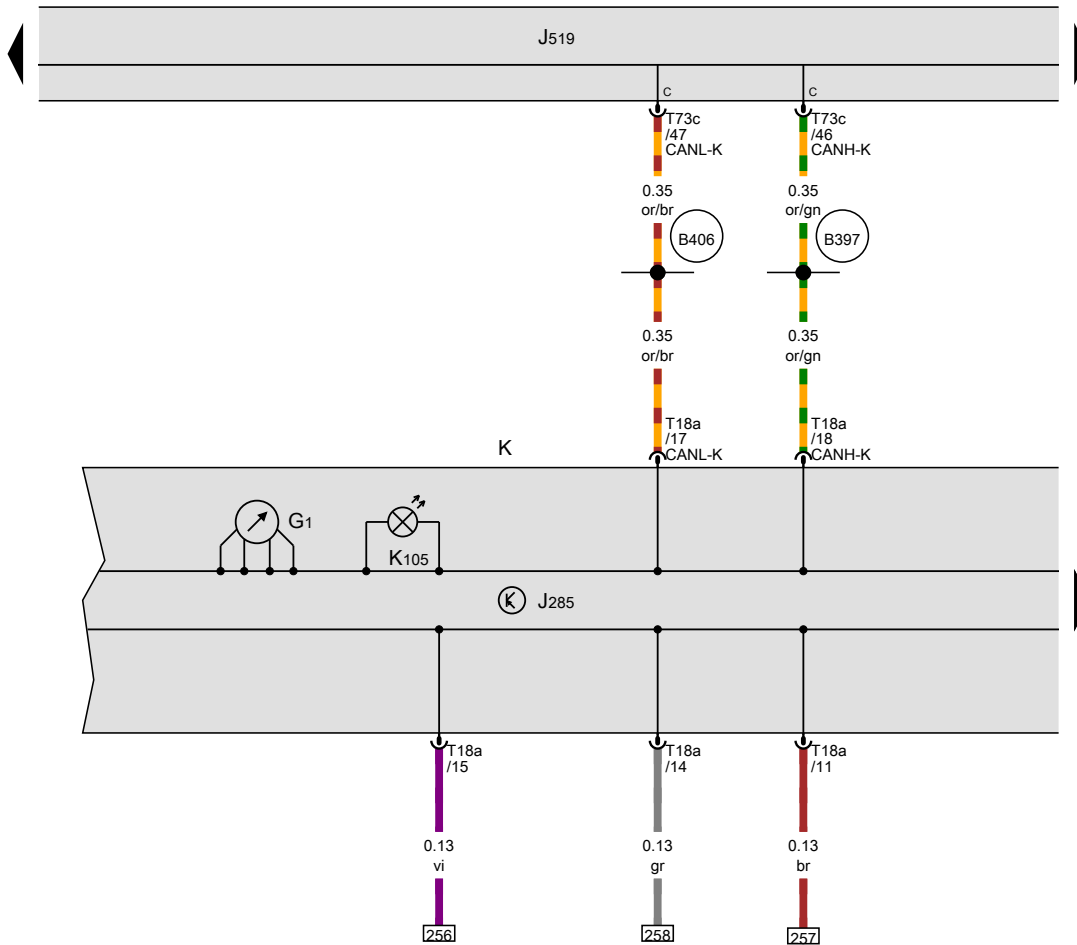 J519
C
C
T73c
/47
CANL-K
T73c
/46
CANH-K
0.35
or/br
0.35
or/gn
B406
B397
0.35
or/br
0.35
or/gn
T18a
/17
CANL-K
T18a
/18
CANH-K
K
G1
K105
J285
T18a
/15
T18a
/14
T18a
/11
0.13
vi
0.13
gr
0.13
br
256
258
257